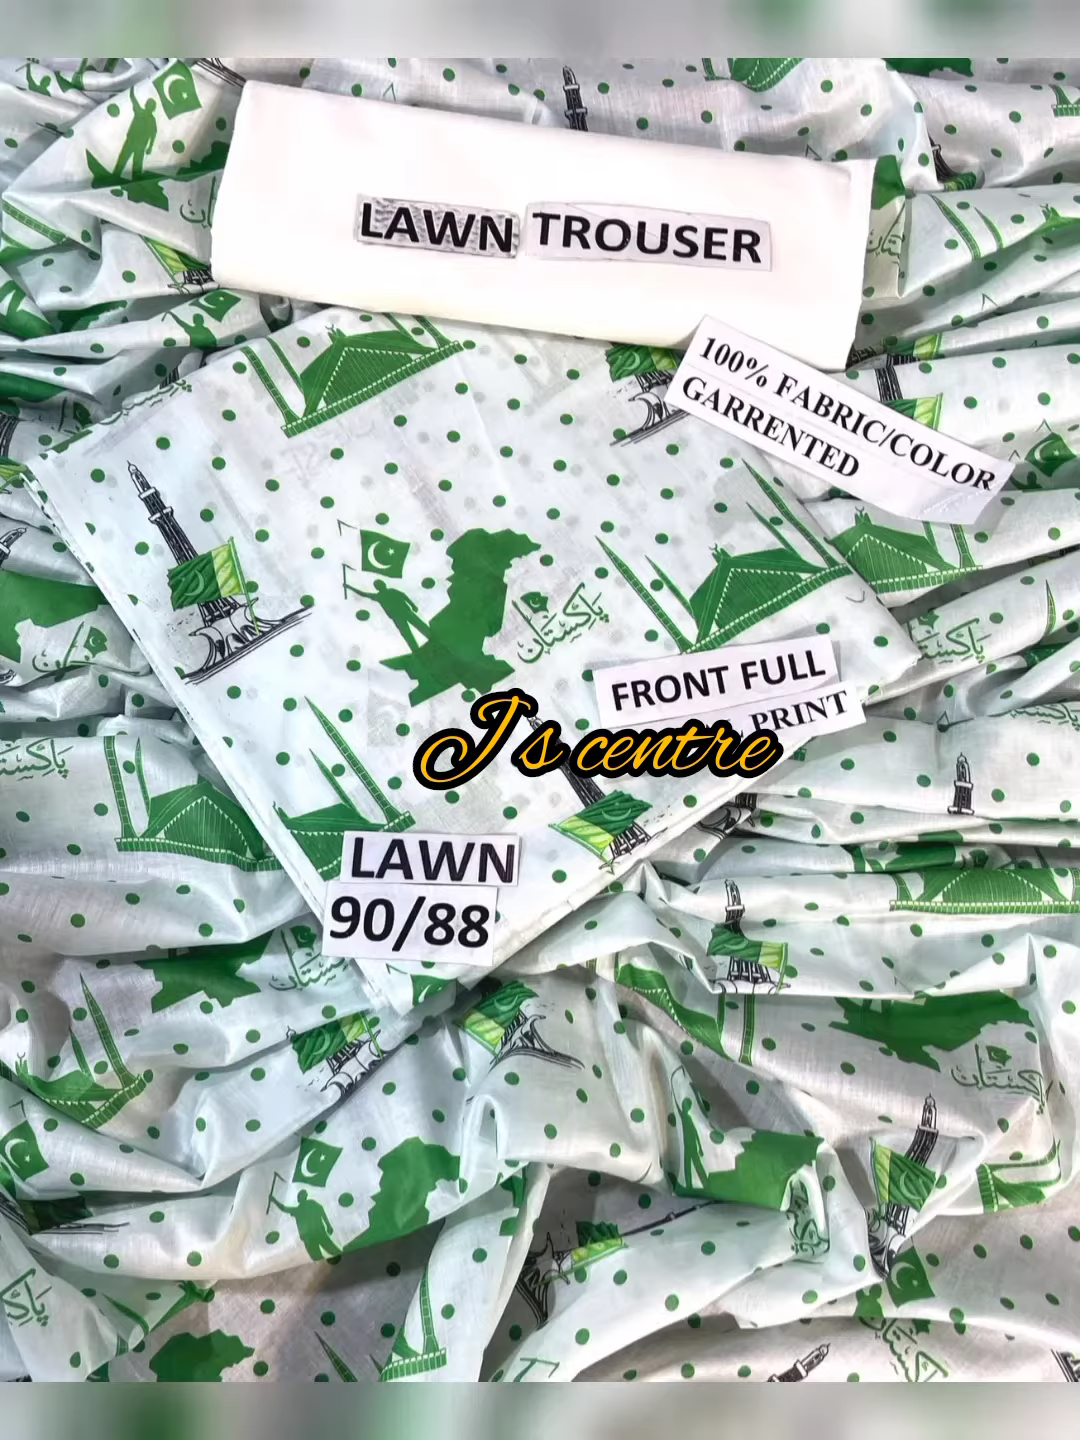 LAWN TROUSER
100% FABRIC/COLOR
GARRENTED
پاکستان
FRONT FULL
PRINT
J's centre
LAWN
90/88